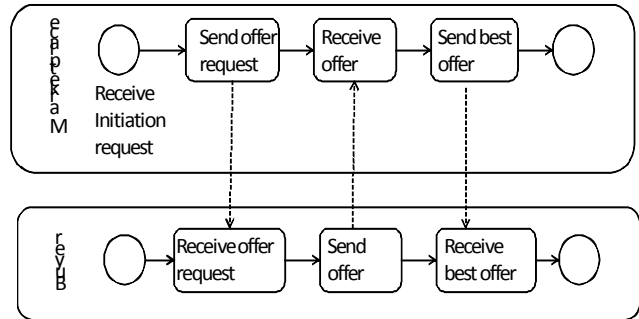 Marketplace
Send offer
request
Receive
offer
Send best
offer
Receive
Initiation
request
Buyer
Receive offer
request
Send
offer
Receive
best offer